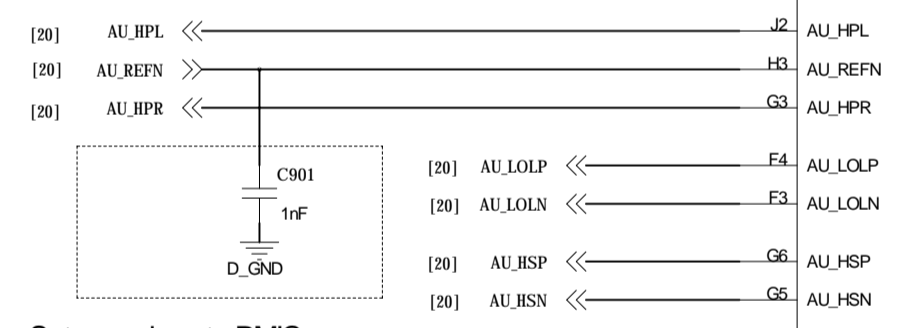 [20] AU_HPL J2 AU_HPL
[20] AU_REFN H3 AU_REFN
[20] AU_HPR G3 AU_HPR
[20] AU_LOLP F4 AU_LOLP
C901
[20] AU_LOLN F3 AU_LOLN
1nF
[20] AU_HSP G6 AU_HSP
D_GND
[20] AU_HSN G5 AU_HSN